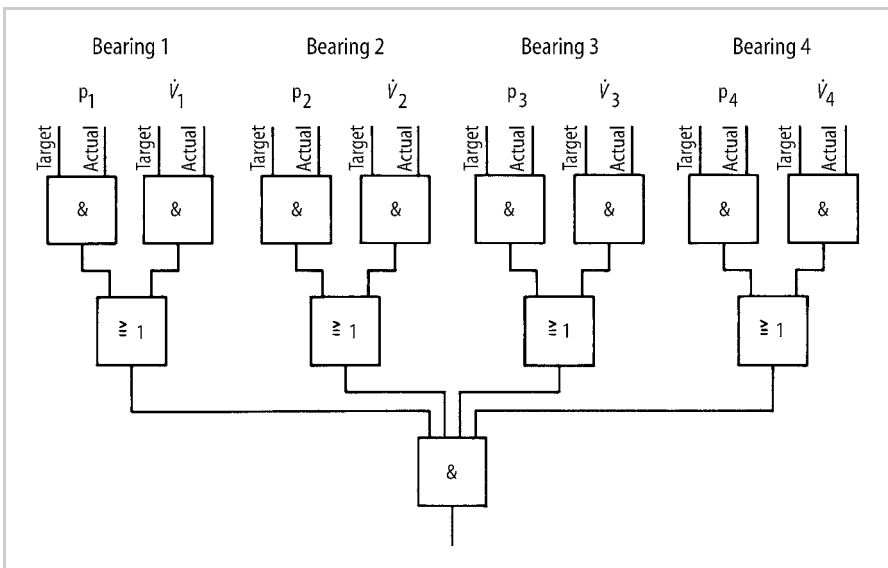 Bearing 1 Bearing 2 Bearing 3 Bearing 4
p₁ V̇₁ p₂ V̇₂ p₃ V̇₃ p₄ V̇₄
Target Actual Target Actual Target Actual Target Actual Target Actual Target Actual Target Actual Target Actual
& & & & & & & &
≧ 1 ≧ 1 ≧ 1 ≧ 1
&